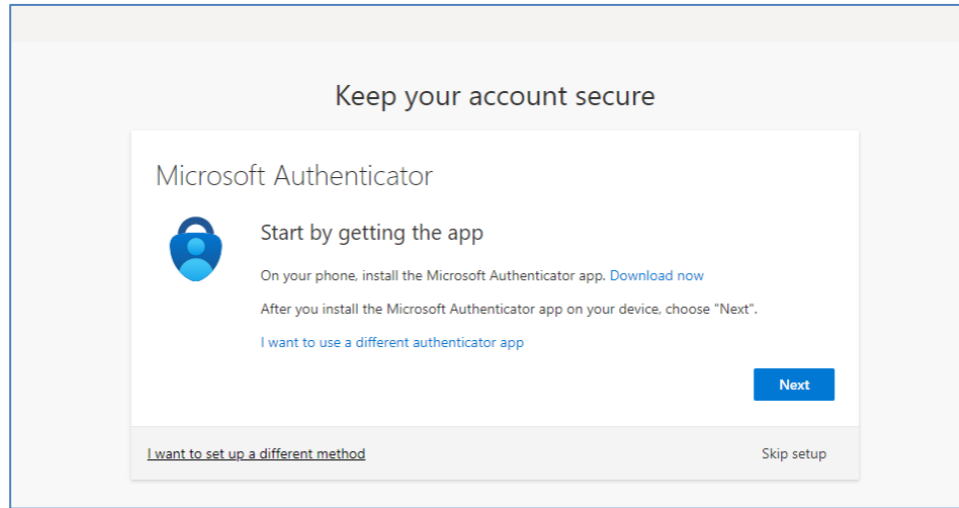 Keep your account secure
Microsoft Authenticator
Start by getting the app
On your phone, install the Microsoft Authenticator app. Download now
After you install the Microsoft Authenticator app on your device, choose "Next".
I want to use a different authenticator app
Next
I want to set up a different method
Skip setup